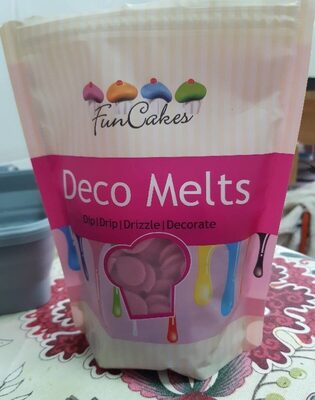 FunCakes
Deco Melts
Dip|Drip|Drizzle|Decorate